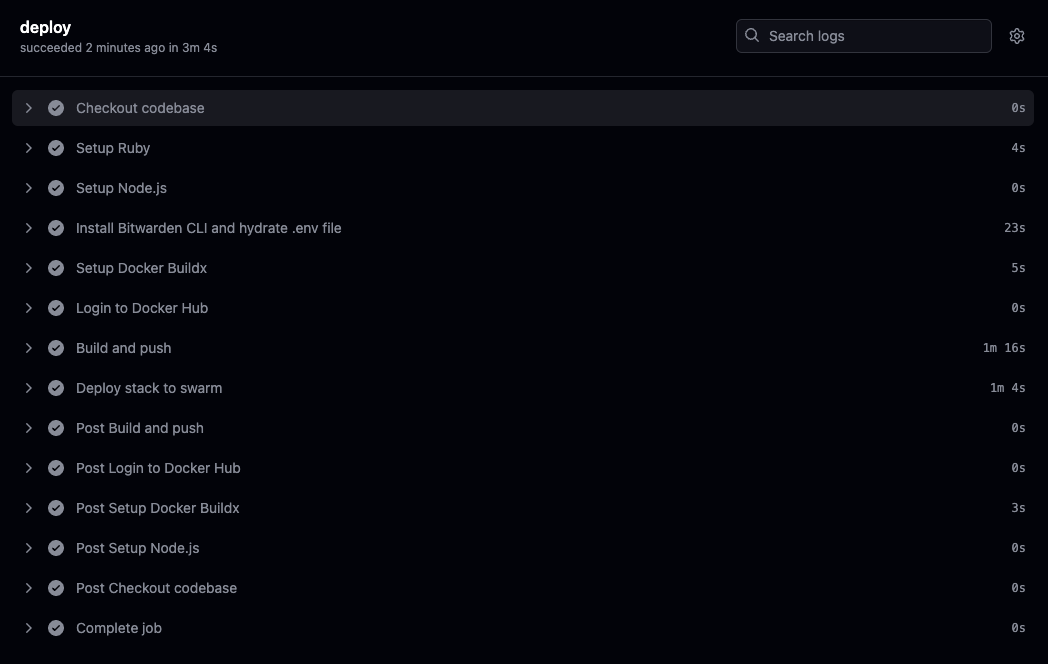 deploy
succeeded 2 minutes ago in 3m 4s
Search logs
Checkout codebase 0s
Setup Ruby 4s
Setup Node.js 0s
Install Bitwarden CLI and hydrate .env file 23s
Setup Docker Buildx 5s
Login to Docker Hub 0s
Build and push 1m 16s
Deploy stack to swarm 1m 4s
Post Build and push 0s
Post Login to Docker Hub 0s
Post Setup Docker Buildx 3s
Post Setup Node.js 0s
Post Checkout codebase 0s
Complete job 0s